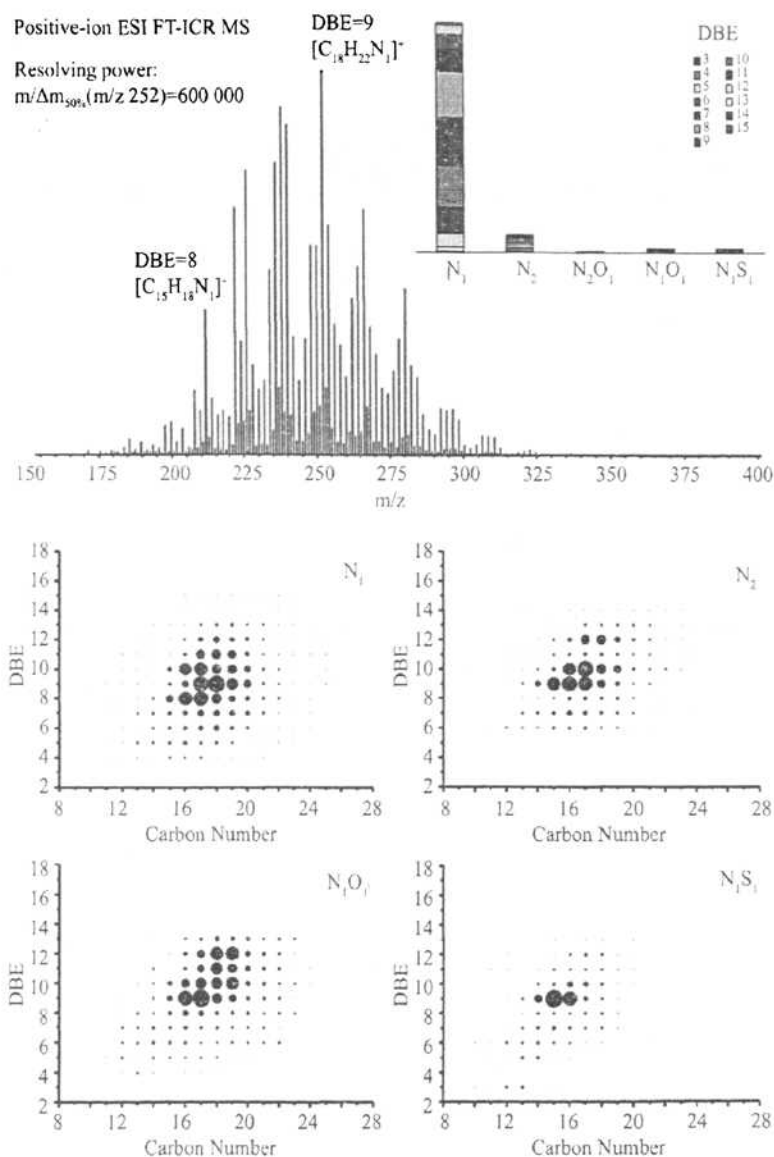 Positive-ion ESI FT-ICR MS
Resolving power:
m/Δm50%(m/z 252)=600 000
DBE=9
[C18H22N1]+
DBE=8
[C15H18N1]+
DBE
3 10
4 11
5 12
6 13
7 14
8 15
9
N1 N2 N2O1 N1O1 N1S1
150 175 200 225 250 275 300 325 350 375 400
m/z
N1
18
16
14
12
10
8
6
4
2
DBE
8 12 16 20 24 28
Carbon Number
N2
18
16
14
12
10
8
6
4
2
DBE
8 12 16 20 24 28
Carbon Number
N1O1
18
16
14
12
10
8
6
4
2
DBE
8 12 16 20 24 28
Carbon Number
N1S1
18
16
14
12
10
8
6
4
2
DBE
8 12 16 20 24 28
Carbon Number